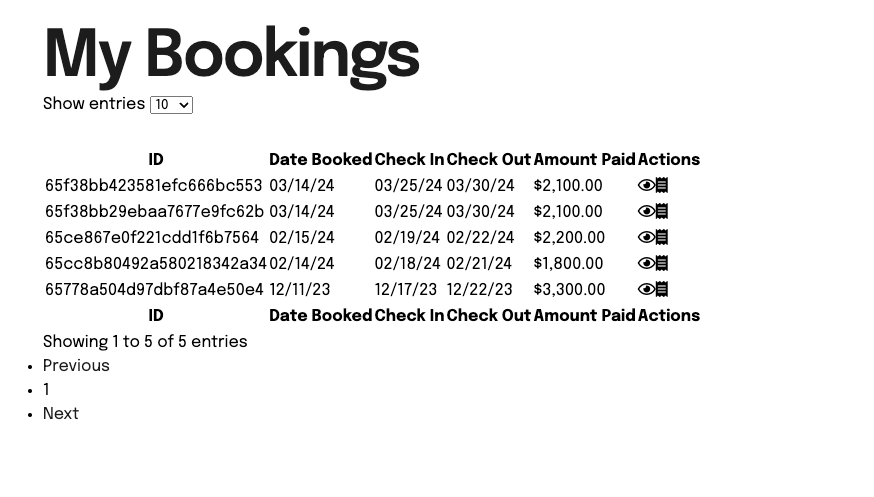 My Bookings
Show entries 10
ID Date Booked Check In Check Out Amount Paid Actions
65f38bb423581efc666bc553 03/14/24 03/25/24 03/30/24 $2,100.00
65f38bb29ebaa7677e9fc62b 03/14/24 03/25/24 03/30/24 $2,100.00
65ce867e0f221cdd1f6b7564 02/15/24 02/19/24 02/22/24 $2,200.00
65cc8b80492a580218342a34 02/14/24 02/18/24 02/21/24 $1,800.00
65778a504d97dbf87a4e50e4 12/11/23 12/17/23 12/22/23 $3,300.00
ID Date Booked Check In Check Out Amount Paid Actions
Showing 1 to 5 of 5 entries
Previous
1
Next